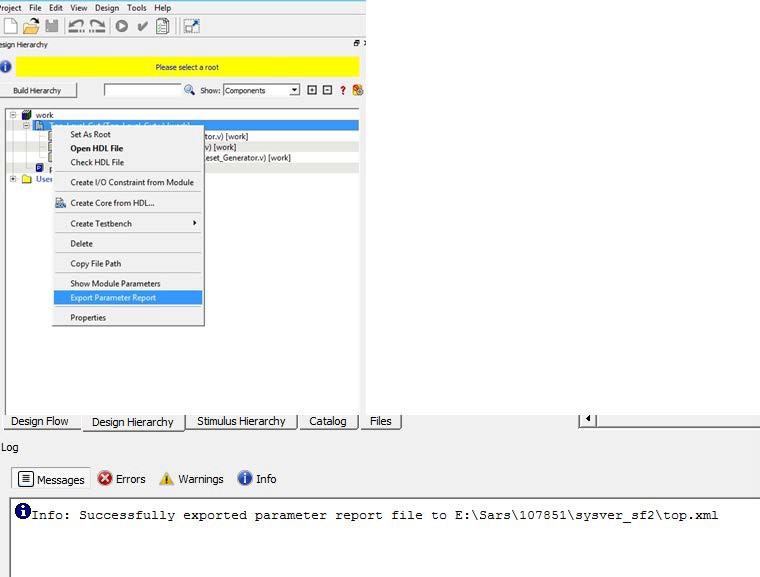 Project File Edit View Design Tools Help
esign Hierarchy
Please select a root
Build Hierarchy Show: Components
work
tor.v) [work]
v) [work]
eset_Generator.v) [work]
User
Set As Root
Open HDL File
Check HDL File
Create I/O Constraint from Module
Create Core from HDL...
Create Testbench
Delete
Copy File Path
Show Module Parameters
Export Parameter Report
Properties
Design Flow Design Hierarchy Stimulus Hierarchy Catalog Files
Log
Messages Errors Warnings Info
Info: Successfully exported parameter report file to E:\Sars\107851\sysver_sf2\top.xml